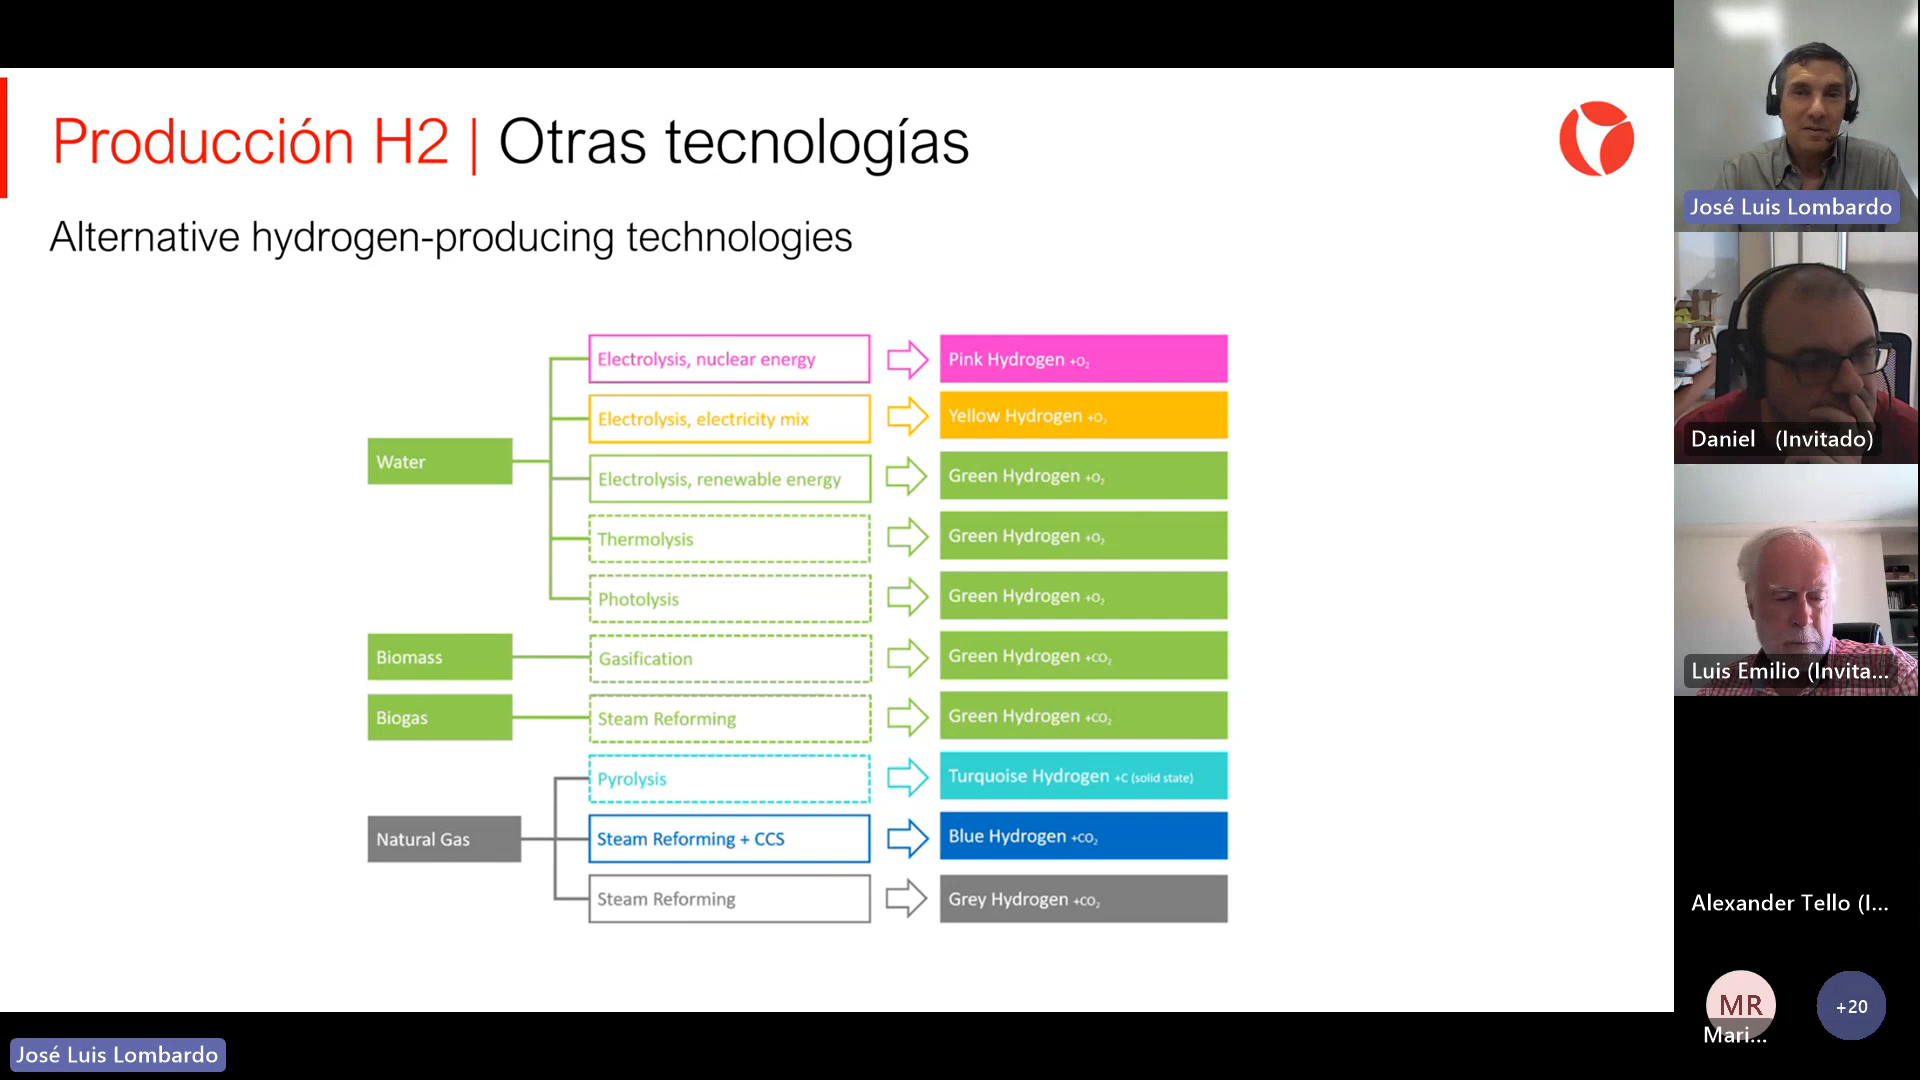 Producción H2 | Otras tecnologías
Alternative hydrogen-producing technologies
Water
Electrolysis, nuclear energy
Pink Hydrogen +O₂
Electrolysis, electricity mix
Yellow Hydrogen +O₂
Electrolysis, renewable energy
Green Hydrogen +O₂
Thermolysis
Green Hydrogen +O₂
Photolysis
Green Hydrogen +O₂
Biomass
Gasification
Green Hydrogen +CO₂
Biogas
Steam Reforming
Green Hydrogen +CO₂
Natural Gas
Pyrolysis
Turquoise Hydrogen +C (solid state)
Steam Reforming + CCS
Blue Hydrogen +CO₂
Steam Reforming
Grey Hydrogen +CO₂
José Luis Lombardo
Daniel (Invitado)
Luis Emilio (Invita...
Alexander Tello (I...
MR
Mari...
+20
José Luis Lombardo